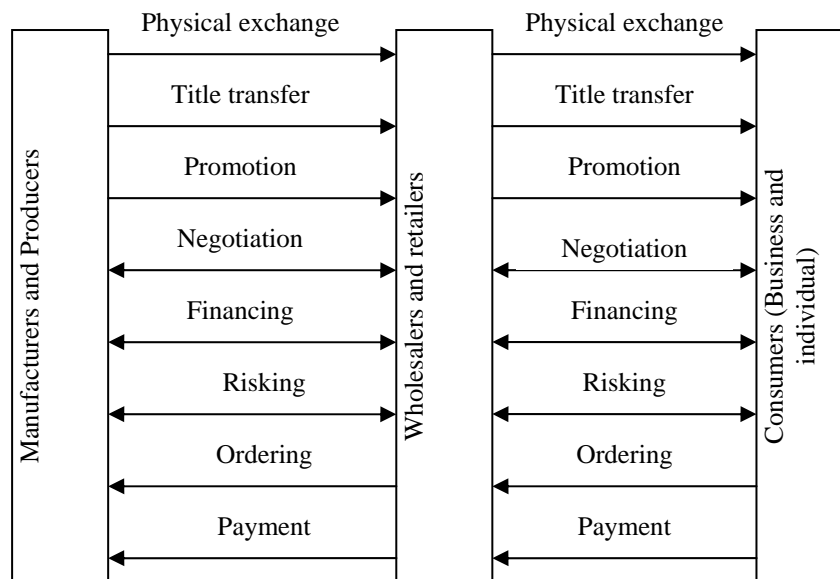 Physical exchange
Physical exchange
Title transfer
Title transfer
Promotion
Promotion
Negotiation
Negotiation
Financing
Financing
Risking
Risking
Ordering
Ordering
Payment
Payment
Manufacturers and Producers
Wholesalers and retailers
Consumers (Business and
individual)